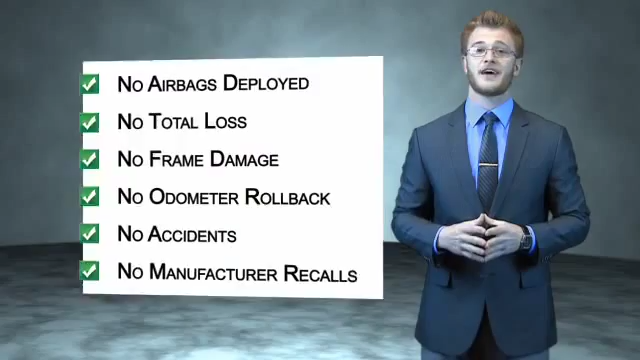 No Airbags Deployed
No Total Loss
No Frame Damage
No Odometer Rollback
No Accidents
No Manufacturer Recalls